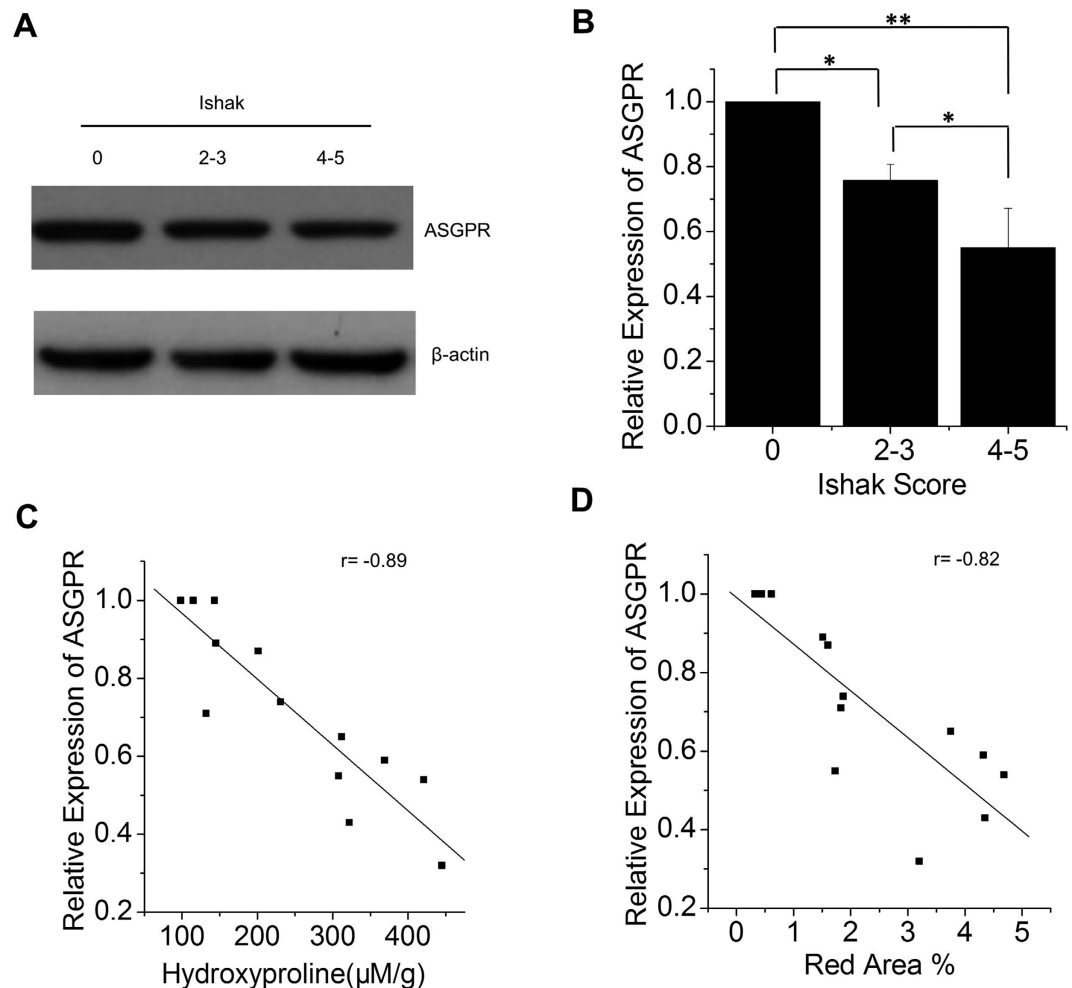 A
Ishak
0 2-3 4-5
ASGPR
β-actin
B
**
*
*
Relative Expression of ASGPR
1.0
0.8
0.6
0.4
0.2
0.0
0 2-3 4-5
Ishak Score
C
r= -0.89
Relative Expression of ASGPR
1.0
0.8
0.6
0.4
0.2
100 200 300 400
Hydroxyproline(μM/g)
D
r= -0.82
Relative Expression of ASGPR
1.0
0.8
0.6
0.4
0.2
0 1 2 3 4 5
Red Area %